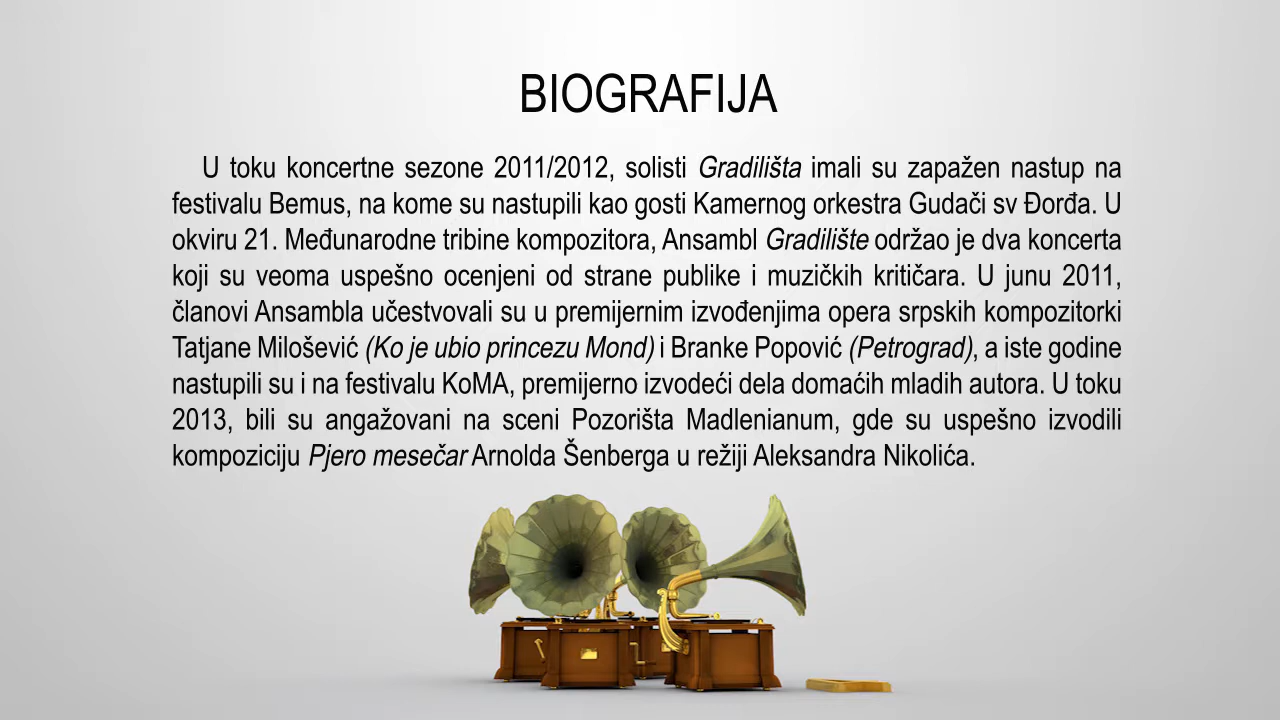 BIOGRAFIJA
U toku koncertne sezone 2011/2012, solisti Gradilišta imali su zapažen nastup na
festivalu Bemus, na kome su nastupili kao gosti Kamernog orkestra Gudači sv Đorđa. U
okviru 21. Međunarodne tribine kompozitora, Ansambl Gradilište održao je dva koncerta
koji su veoma uspešno ocenjeni od strane publike i muzičkih kritičara. U junu 2011,
članovi Ansambla učestvovali su u premijernim izvođenjima opera srpskih kompozitorki
Tatjane Milošević (Ko je ubio princezu Mond) i Branke Popović (Petrograd), a iste godine
nastupili su i na festivalu KoMA, premijerno izvodeći dela domaćih mladih autora. U toku
2013, bili su angažovani na sceni Pozorišta Madlenianum, gde su uspešno izvodili
kompoziciju Pjero mesečar Arnolda Šenberga u režiji Aleksandra Nikolića.